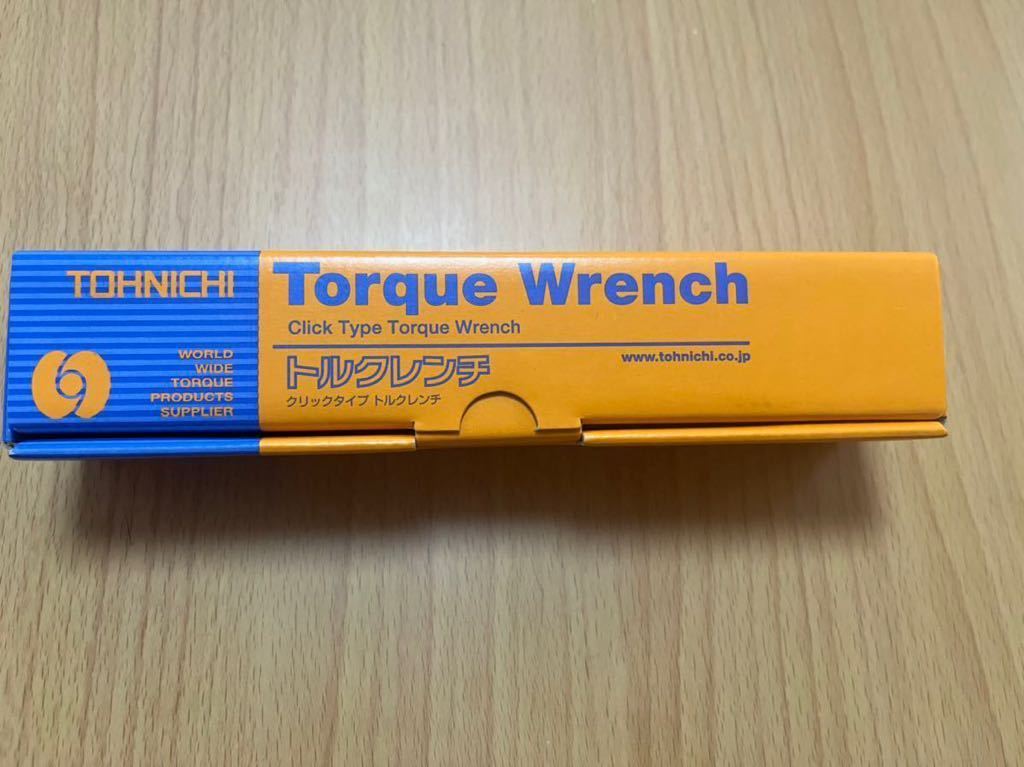 TOHNICHI
WORLD
WIDE
TORQUE
PRODUCTS
SUPPLIER
Torque Wrench
Click Type Torque Wrench
www.tohnichi.co.jp
トルクレンチ
クリックタイプ トルクレンチ